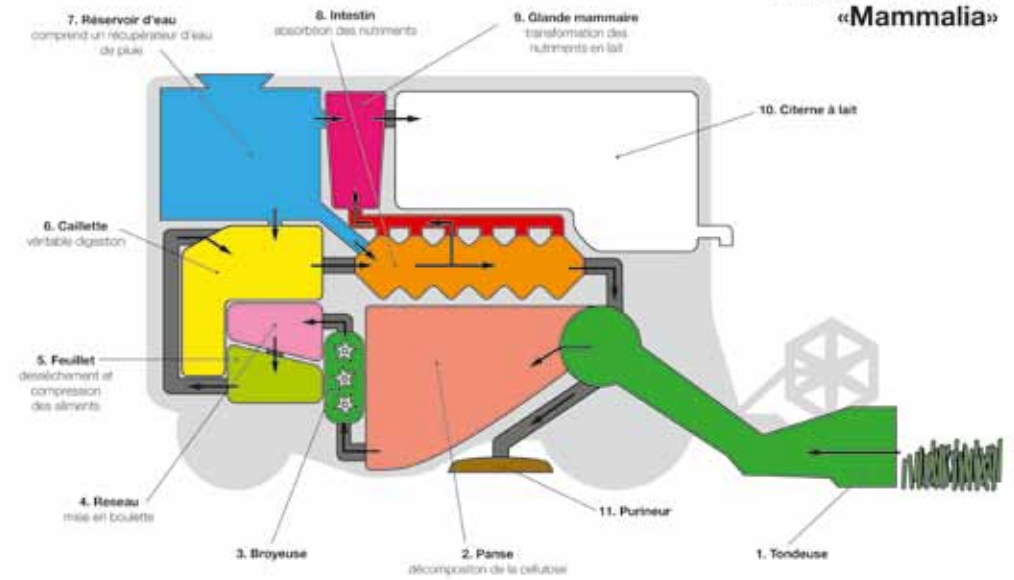 «Mammalia»
7. Réservoir d'eau
comprend un récupérateur d'eau
de pluie
8. Intestin
absorbtion des nutriments
9. Glande mammaire
transformation des
nutriments en lait
10. Citerne à lait
6. Caillette
véritable digestion
5. Feuillet
dessèchement et
compression
des aliments
4. Reseau
mise en boulette
3. Broyeuse
2. Panse
décomposition de la cellulose
11. Purineur
1. Tondeuse